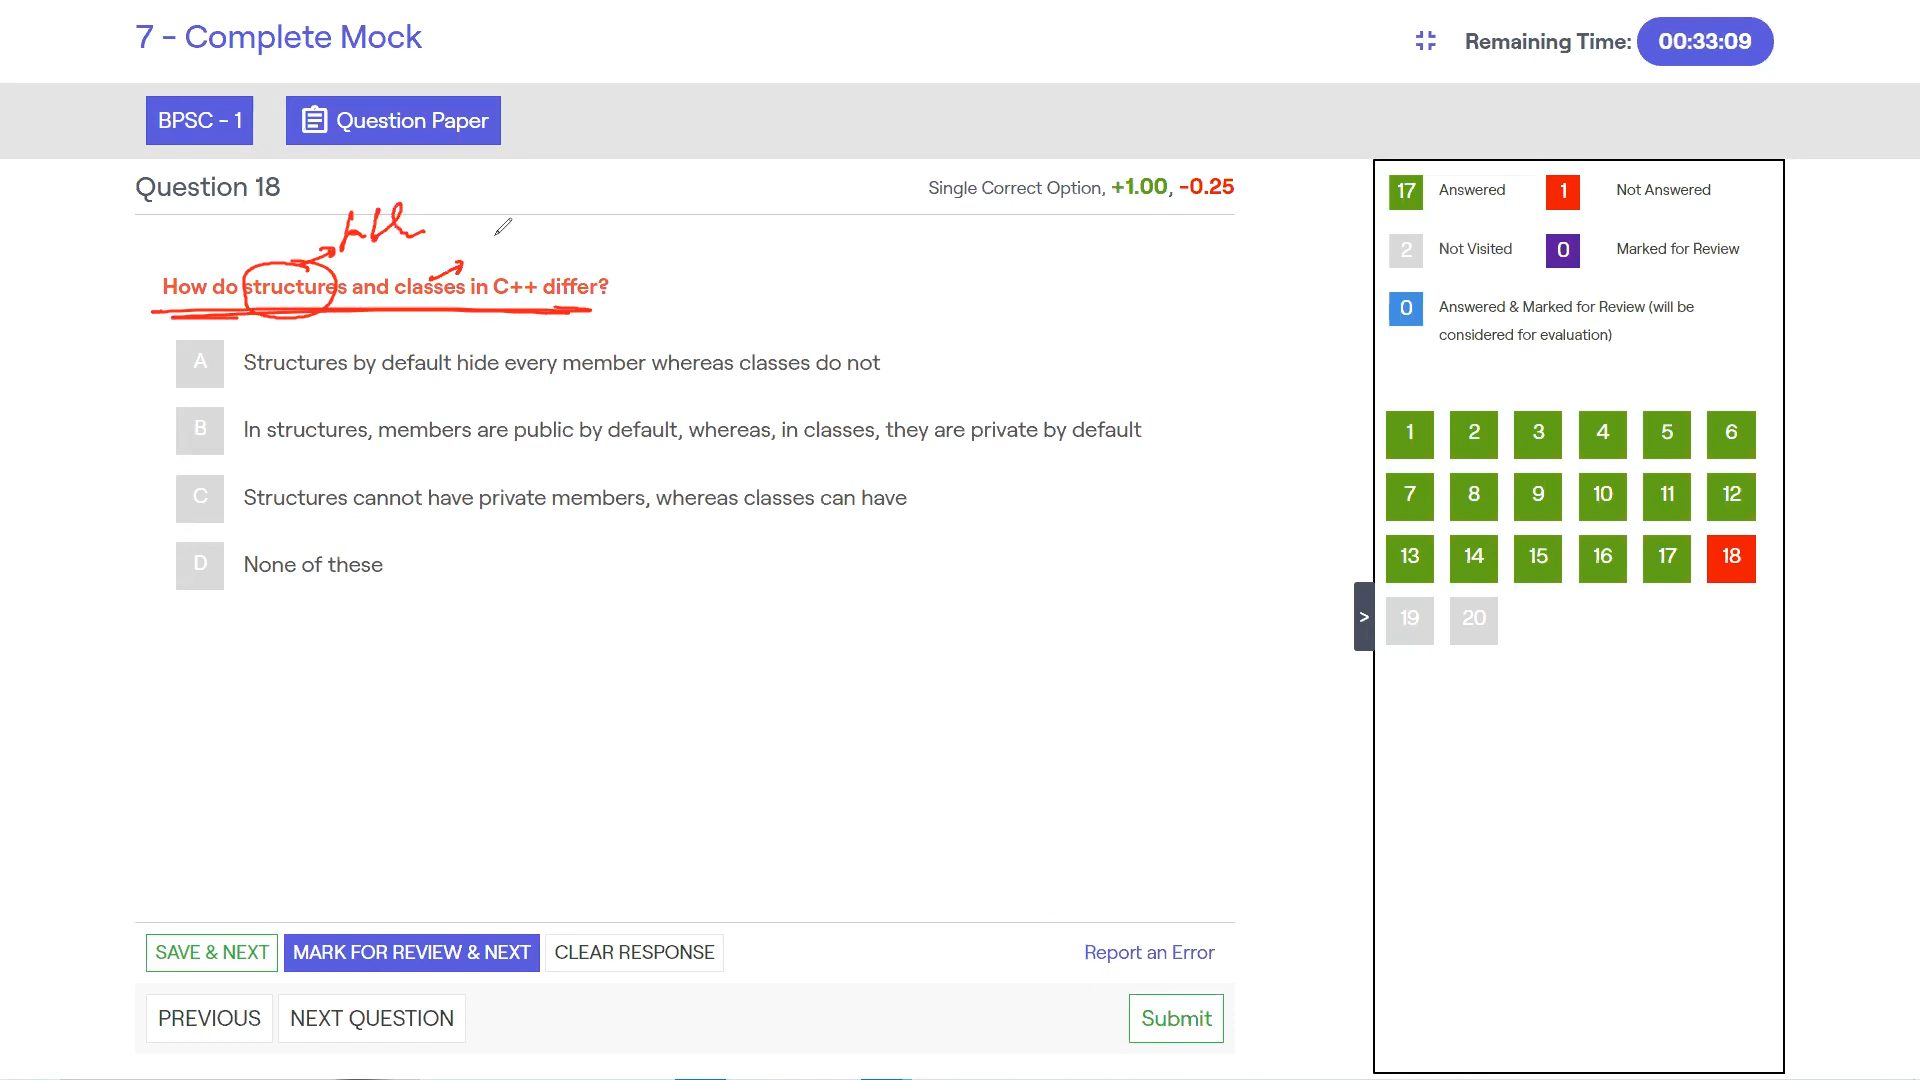 7 - Complete Mock
Remaining Time: 00:33:09
BPSC - 1
Question Paper
Question 18
Single Correct Option, +1.00, -0.25
How do structures and classes in C++ differ?
A Structures by default hide every member whereas classes do not
B In structures, members are public by default, whereas, in classes, they are private by default
C Structures cannot have private members, whereas classes can have
D None of these
SAVE & NEXT
MARK FOR REVIEW & NEXT
CLEAR RESPONSE
Report an Error
PREVIOUS
NEXT QUESTION
Submit
17 Answered
1 Not Answered
2 Not Visited
0 Marked for Review
0 Answered & Marked for Review (will be
considered for evaluation)
1 2 3 4 5 6
7 8 9 10 11 12
13 14 15 16 17 18
> 19 20